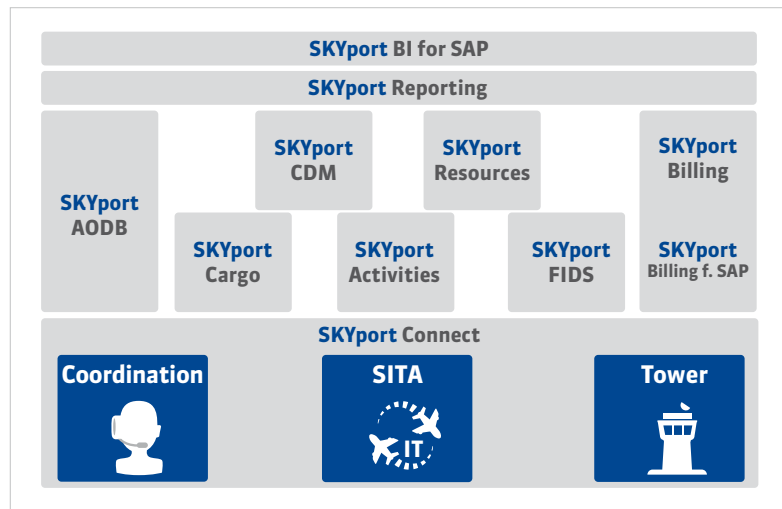 SKYport BI for SAP
SKYport Reporting
SKYport
AODB
SKYport
CDM
SKYport
Resources
SKYport
Billing
SKYport
Cargo
SKYport
Activities
SKYport
FIDS
SKYport
Billing f. SAP
SKYport Connect
Coordination
SITA
IT
Tower